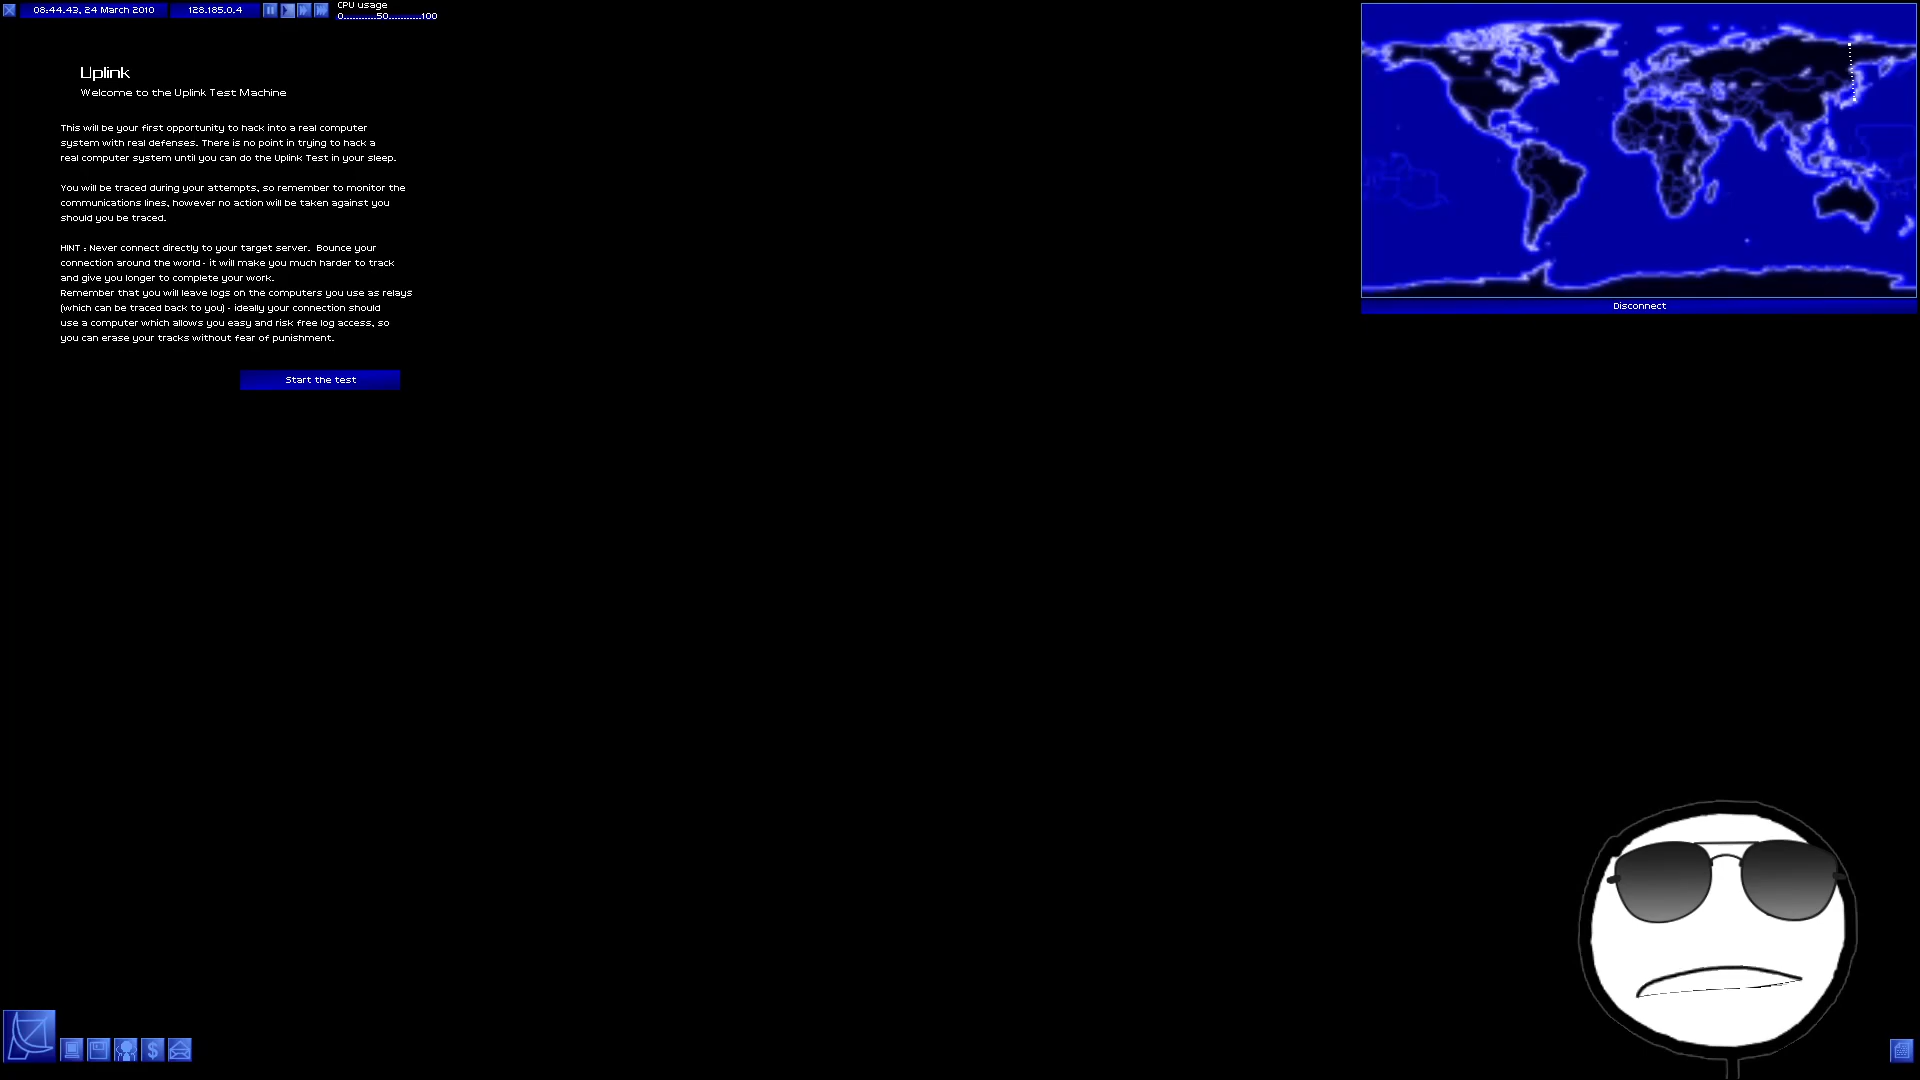 08:44.43, 24 March 2010
128.185.0.4
CPU usage
0...........50...........100
Uplink
Welcome to the Uplink Test Machine
This will be your first opportunity to hack into a real computer
system with real defenses. There is no point in trying to hack a
real computer system until you can do the Uplink Test in your sleep.
You will be traced during your attempts, so remember to monitor the
communications lines, however no action will be taken against you
should you be traced.
HINT : Never connect directly to your target server.  Bounce your
connection around the world - it will make you much harder to track
and give you longer to complete your work.
Remember that you will leave logs on the computers you use as relays
(which can be traced back to you) - ideally your connection should
use a computer which allows you easy and risk free log access, so
you can erase your tracks without fear of punishment.
Start the test
Disconnect
$